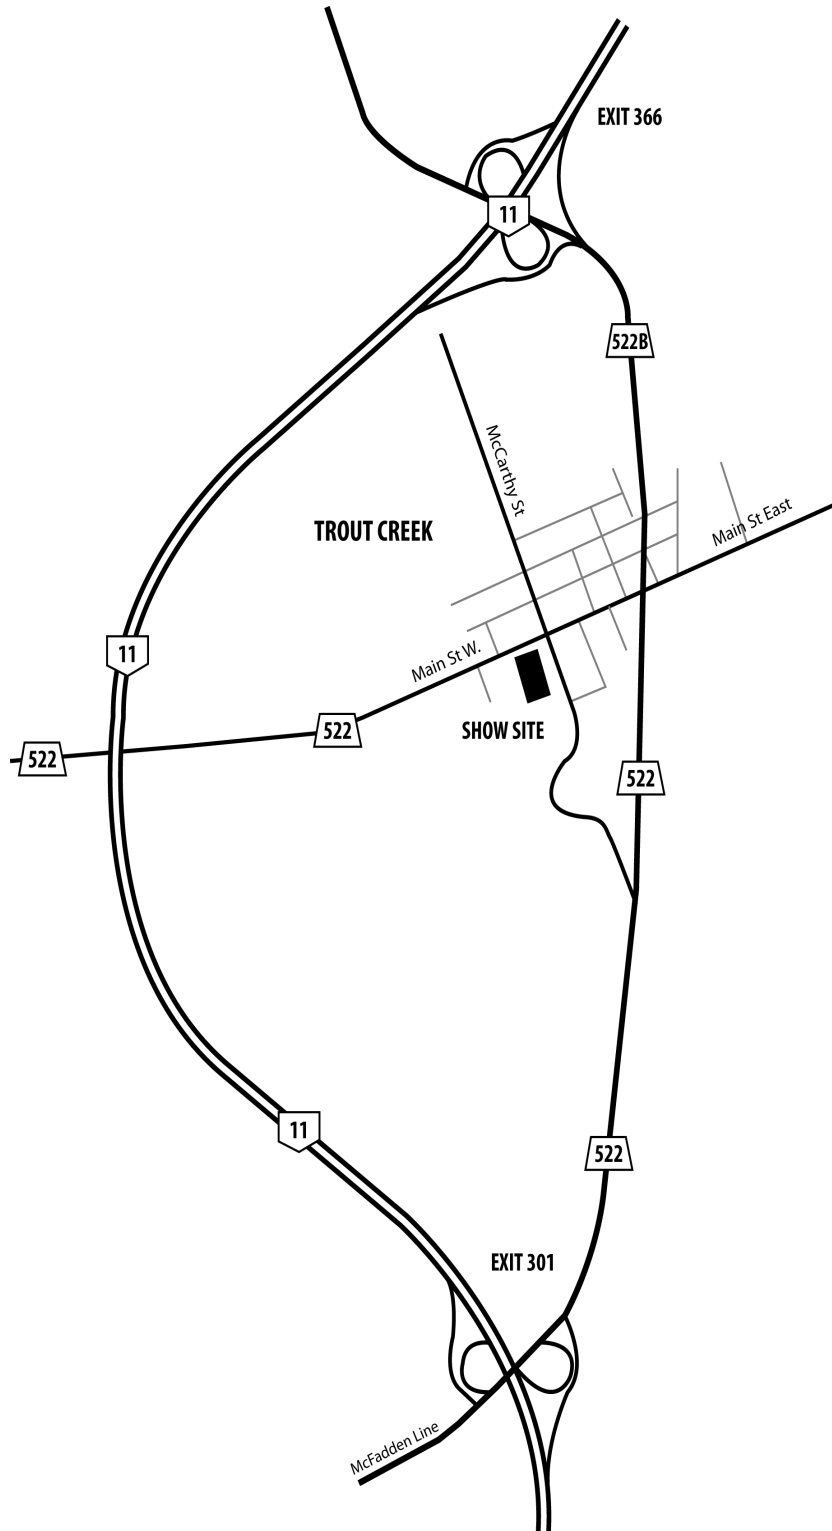 EXIT 366
11
522B
McCarthy St
Main St East
TROUT CREEK
11
Main St W.
522
522
SHOW SITE
522
11
522
EXIT 301
McFadden Line